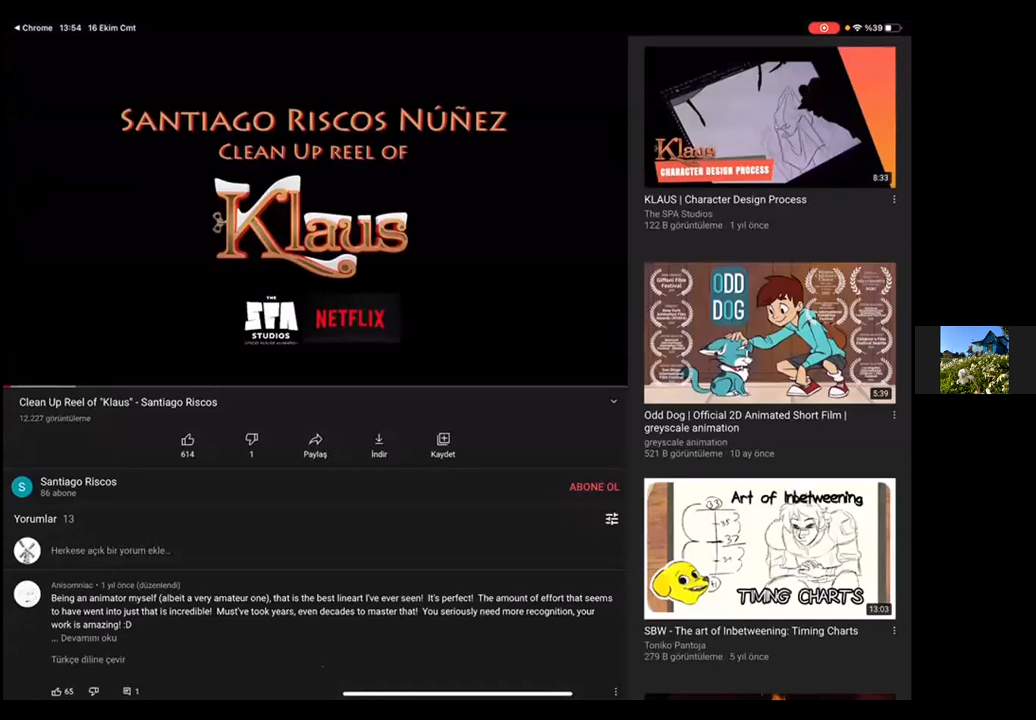 Chrome 13:54 16 Ekim Cmt
%39
SANTIAGO RISCOS NÚÑEZ
CLEAN UP REEL OF
Klaus
THE
SPA
STUDIOS
NETFLIX
Clean Up Reel of "Klaus" - Santiago Riscos
12.227 görüntüleme
614
1
Paylaş
İndir
Kaydet
S
Santiago Riscos
86 abone
ABONE OL
Yorumlar 13
Herkese açık bir yorum ekle..
Anisomniac • 1 yıl önce (düzenlendi)
Being an animator myself (albeit a very amateur one), that is the best lineart I've ever seen! It's perfect! The amount of effort that seems
to have went into just that is incredible! Must've took years, even decades to master that! You seriously need more recognition, your
work is amazing! :D
... Devamını oku
Türkçe diline çevir
65
1
Klaus
CHARACTER DESIGN PROCESS
8:33
KLAUS | Character Design Process
The SPA Studios
122 B görüntüleme 1 yıl önce
ODD
DOG
5:39
Odd Dog | Official 2D Animated Short Film |
greyscale animation
greyscale animation
521 B görüntüleme 10 ay önce
Art of Inbetweening
33
35
37
TIMING CHARTS
13:03
SBW - The art of Inbetweening: Timing Charts
Toniko Pantoja
279 B görüntüleme 5 yıl önce